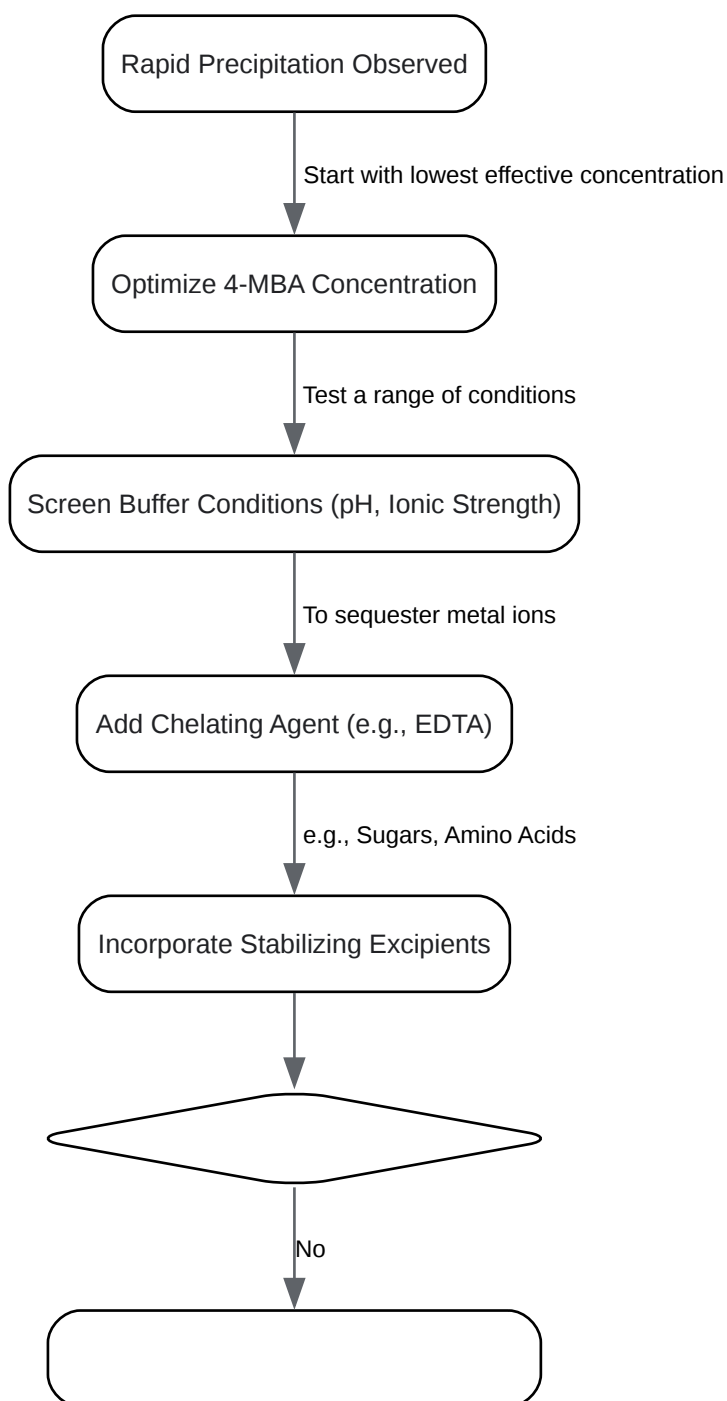 Rapid Precipitation Observed
Start with lowest effective concentration
Optimize 4-MBA Concentration
Test a range of conditions
Screen Buffer Conditions (pH, Ionic Strength)
To sequester metal ions
Add Chelating Agent (e.g., EDTA)
e.g., Sugars, Amino Acids
Incorporate Stabilizing Excipients
No